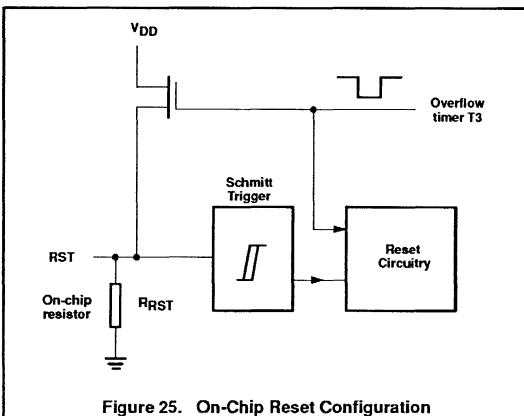 VDD
Overflow
timer T3
Schmitt
Trigger
Reset
Circuitry
RST
On-chip
resistor
RRST
Figure 25. On-Chip Reset Configuration